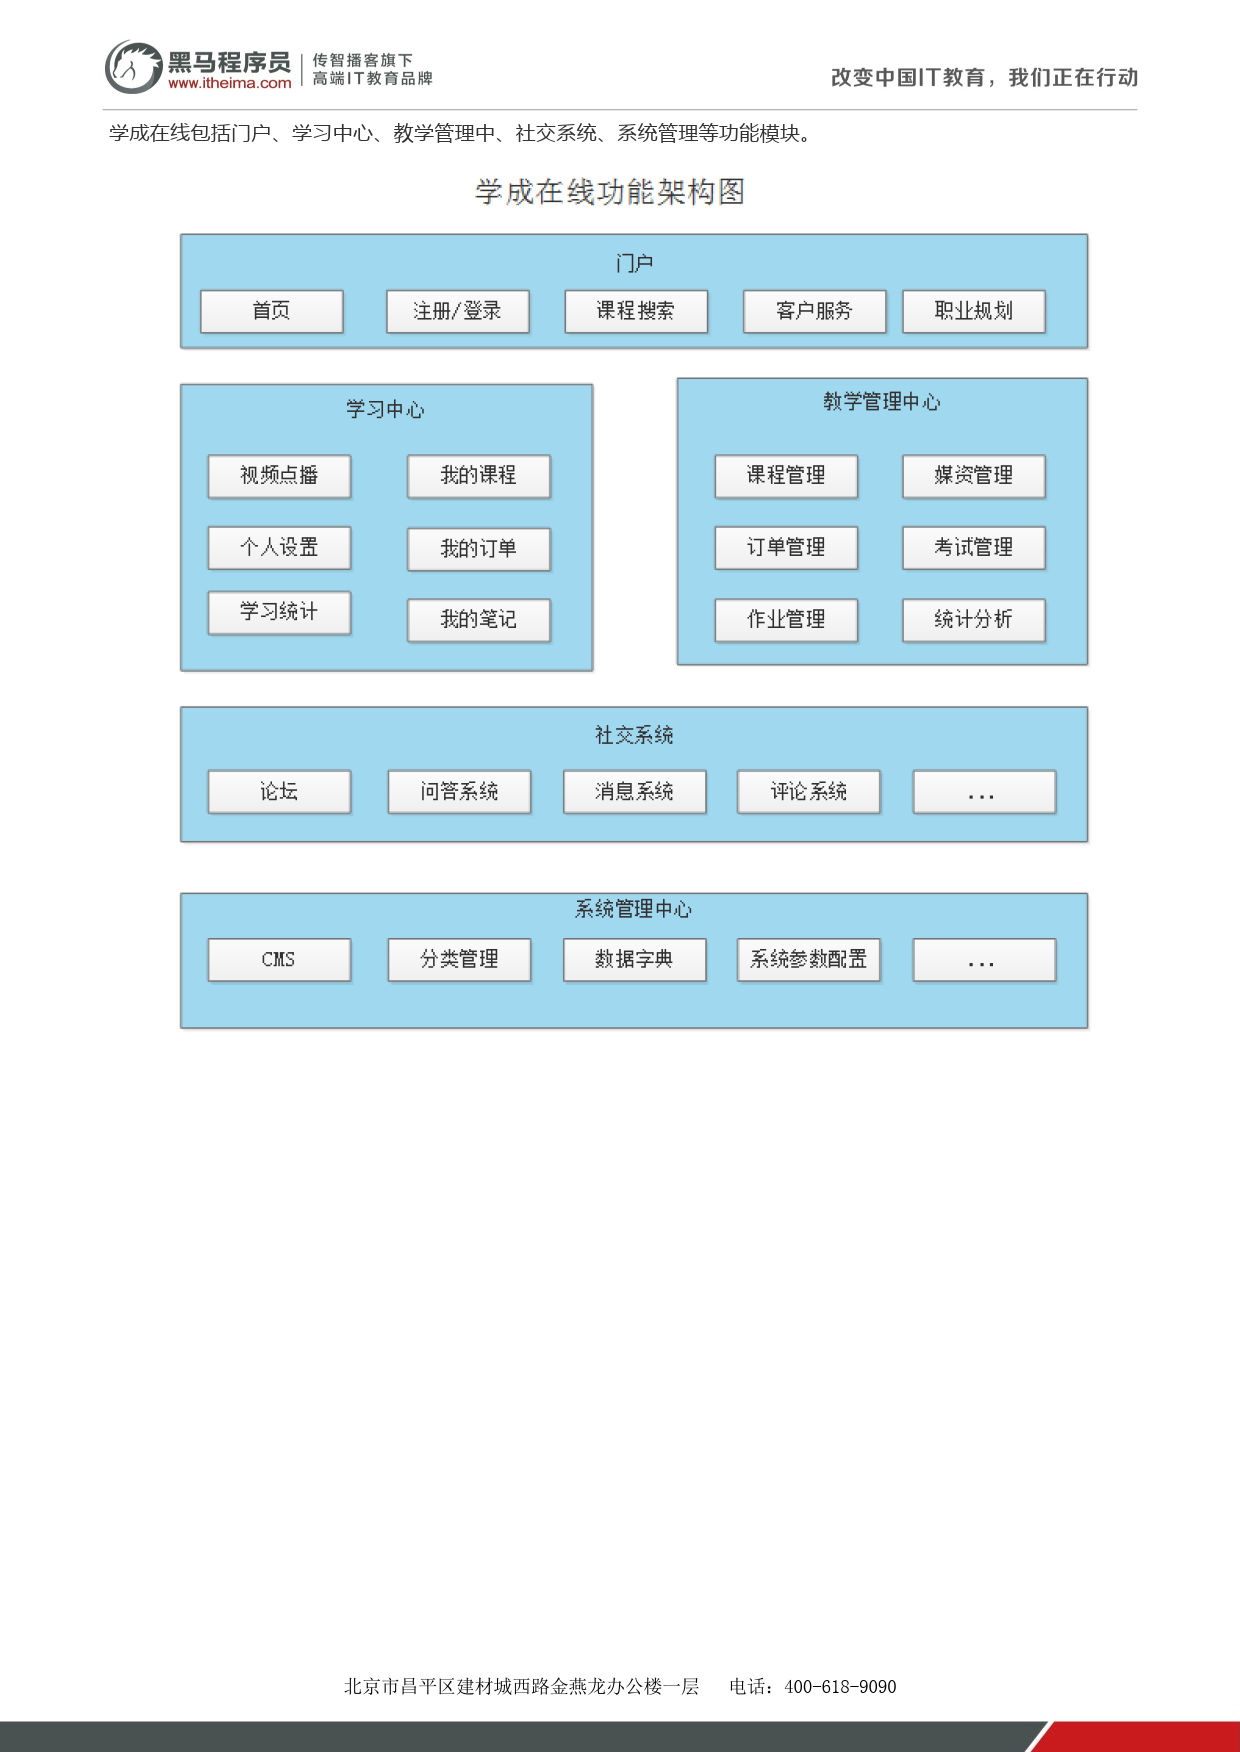 黑马程序员
www.itheima.com
传智播客旗下
高端IT教育品牌
改变中国IT教育，我们正在行动
学成在线包括门户、学习中心、教学管理中、社交系统、系统管理等功能模块。
学成在线功能架构图
门户
首页 注册/登录 课程搜索 客户服务 职业规划
学习中心
视频点播 我的课程
个人设置 我的订单
学习统计 我的笔记
教学管理中心
课程管理 媒资管理
订单管理 考试管理
作业管理 统计分析
社交系统
论坛 问答系统 消息系统 评论系统 ...
系统管理中心
CMS 分类管理 数据字典 系统参数配置 ...
北京市昌平区建材城西路金燕龙办公楼一层 电话：400-618-9090